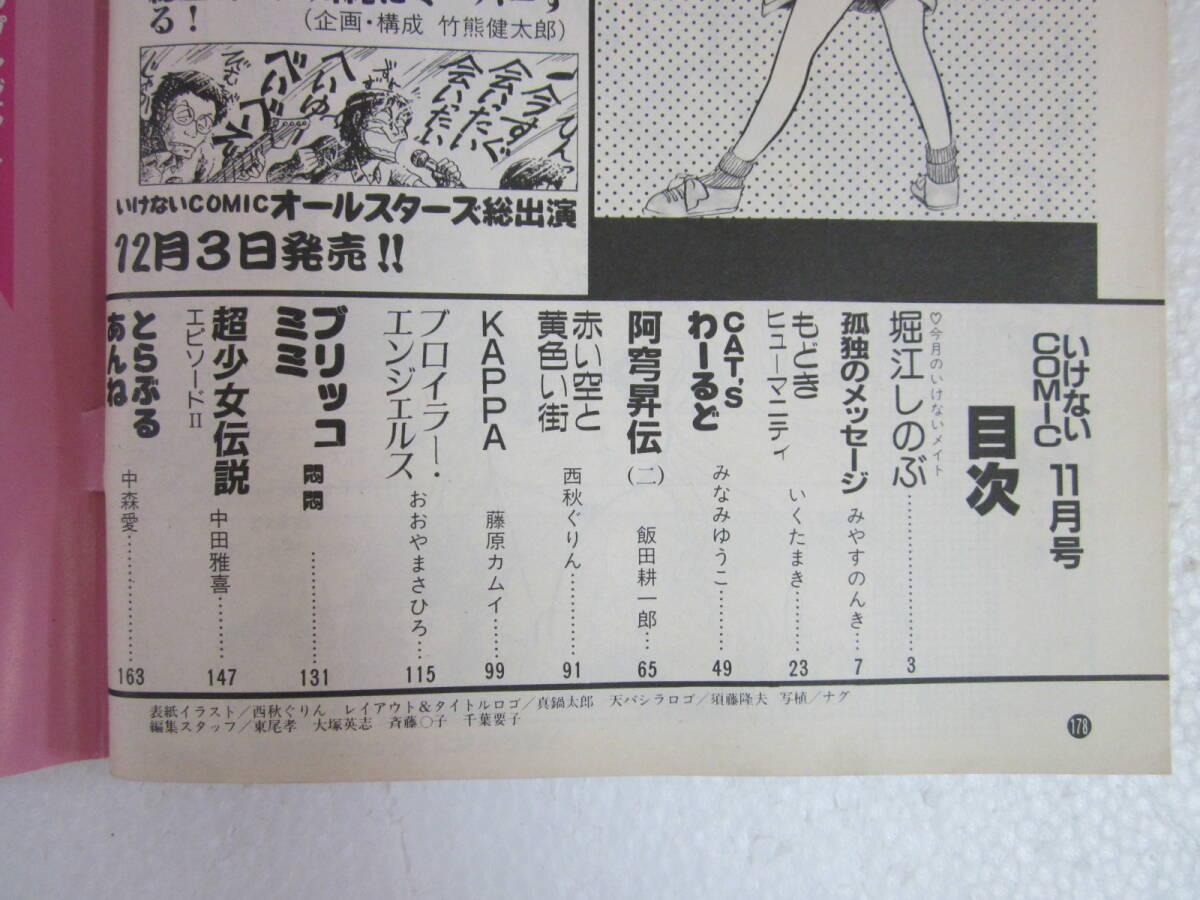 る!
(企画・構成 竹熊健太郎)
一今すぐ
会いたい
会いたい
いけないCOMICオールスターズ総出演
12月3日発売!!
いけない
COMIC 11月号
目次
♡今月のいけないメイト
堀江しのぶ…………………3
孤独のメッセージ みやすのんき…7
もどき
ヒューマニティ いくたまき………23
CAT,S
わーるど みなみゆうこ………49
阿穹昇伝(二) 飯田耕一郎…65
赤い空と
黄色い街 西秋ぐりん………91
KAPPA 藤原カムイ……99
ブロイラー・
エンジェルス おおやまさひろ…115
ブリッコ
ミミ 悶悶………131
超少女伝説
エピソードII 中田雅喜……147
とらぶる
あんね 中森愛……………163
表紙イラスト/西秋ぐりん レイアウト&タイトルロゴ/真鍋太郎 天バシラロゴ/須藤隆夫 写植/ナグ
編集スタッフ/東尾孝 大塚英志 斉藤〇子 千葉要子
178